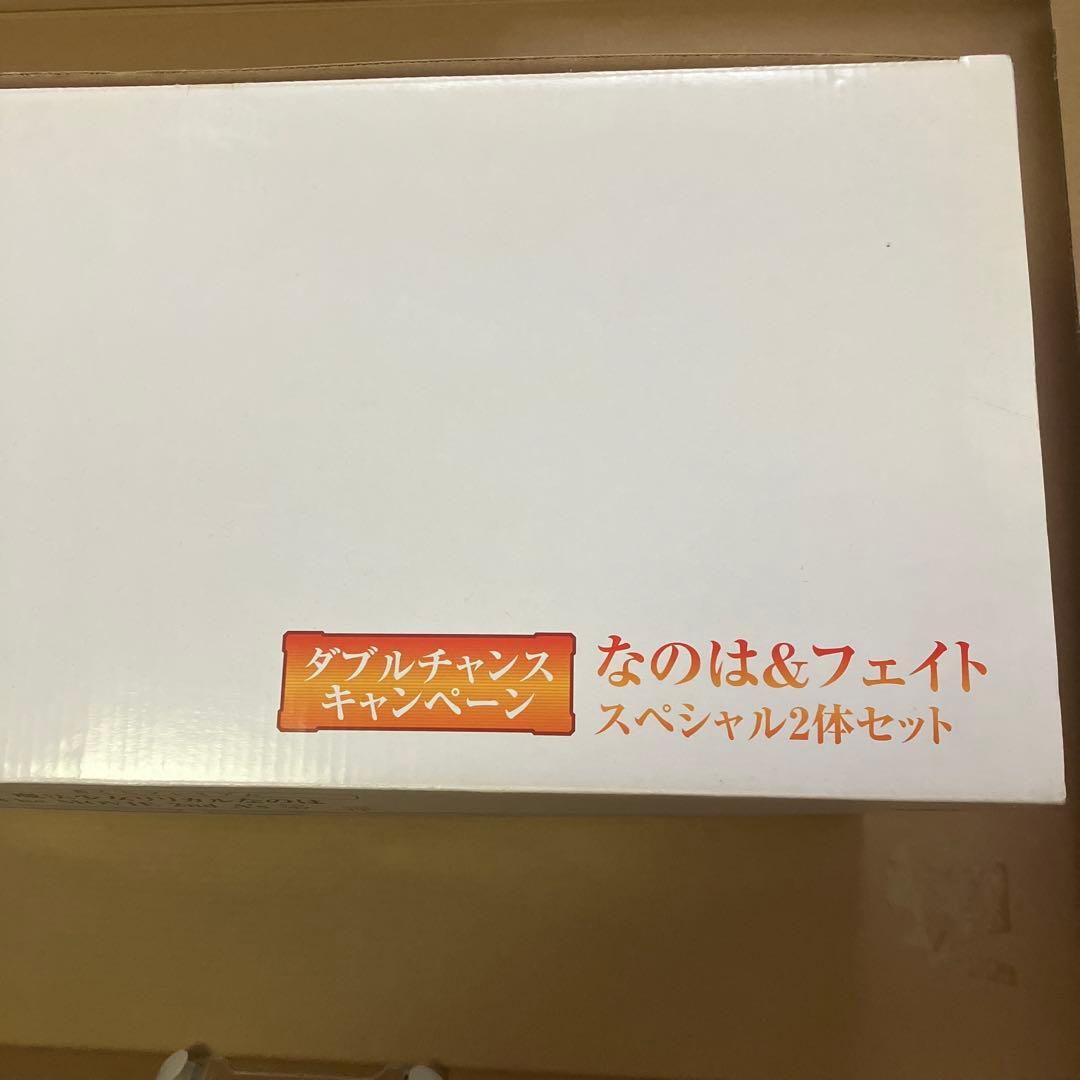 ダブルチャンス
キャンペーン
なのは&フェイト
スペシャル2体セット